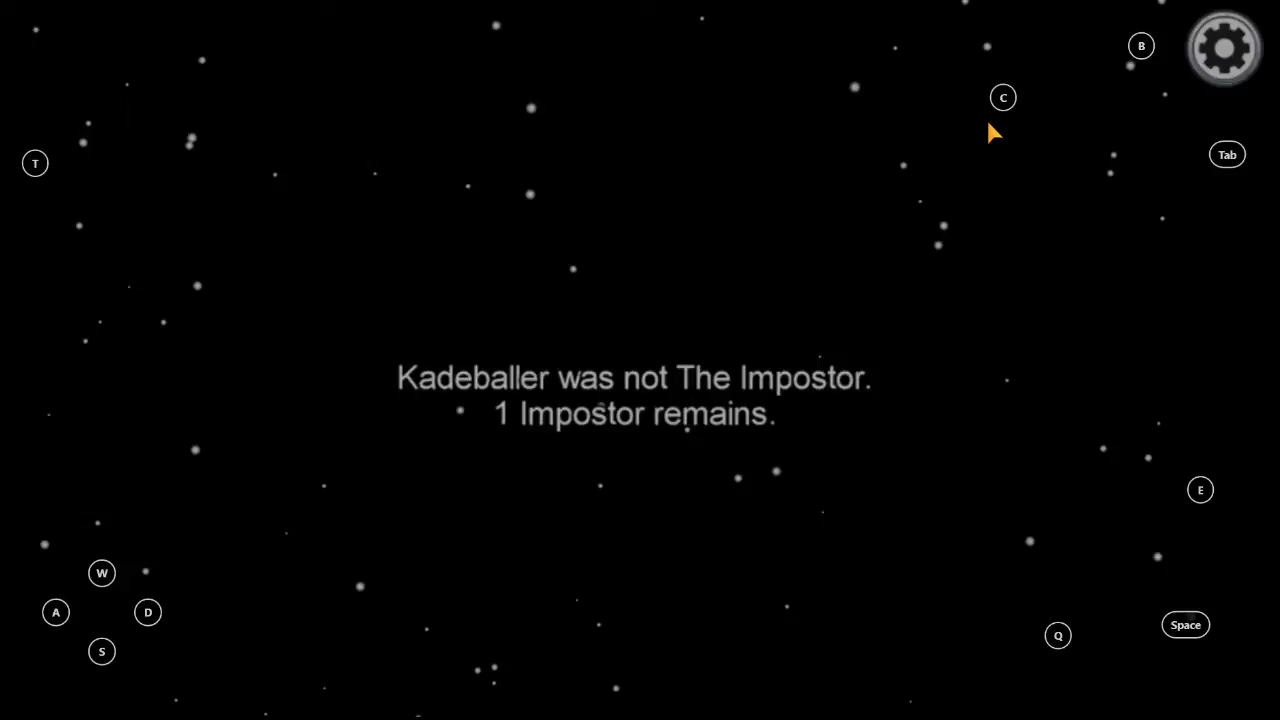 B
C
T
Tab
Kadeballer was not The Impostor.
1 Impostor remains.
E
W
A
D
Space
Q
S